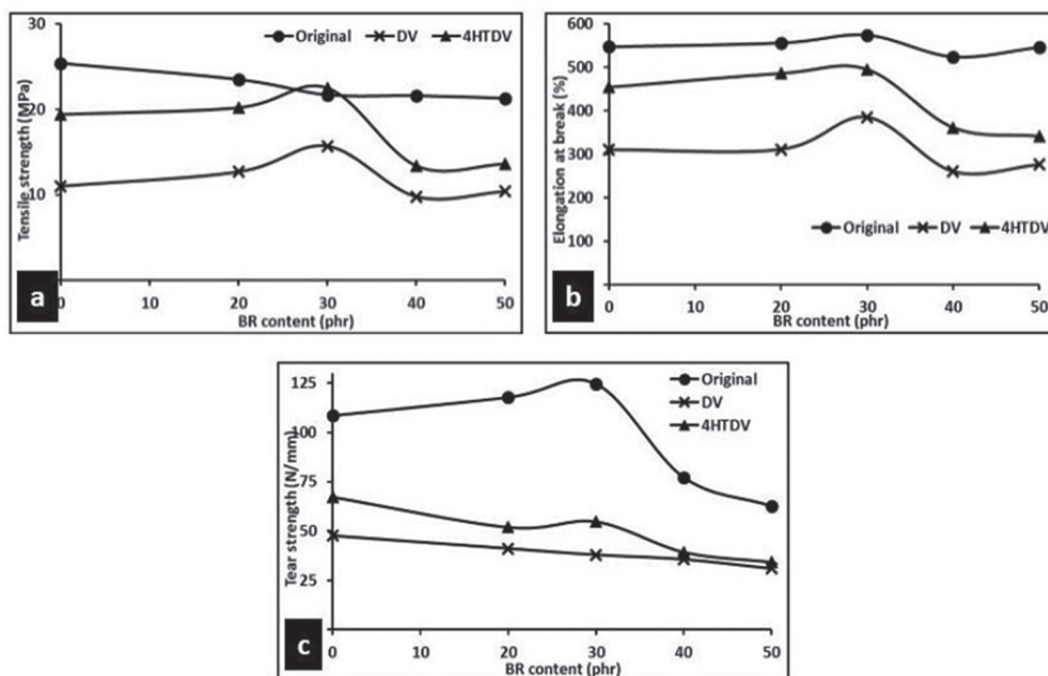 30
Original DV 4HTDV
20
10
Tensile strength (MPa)
a
0 10 20 30 40 50
BR content (phr)
600
500
400
300
200
100
Elongation at break (%)
Original DV 4HTDV
b
0 10 20 30 40 50
BR content (phr)
125
100
75
50
25
Tear strength (N/mm)
Original
DV
4HTDV
c
0 10 20 30 40 50
BR content (phr)